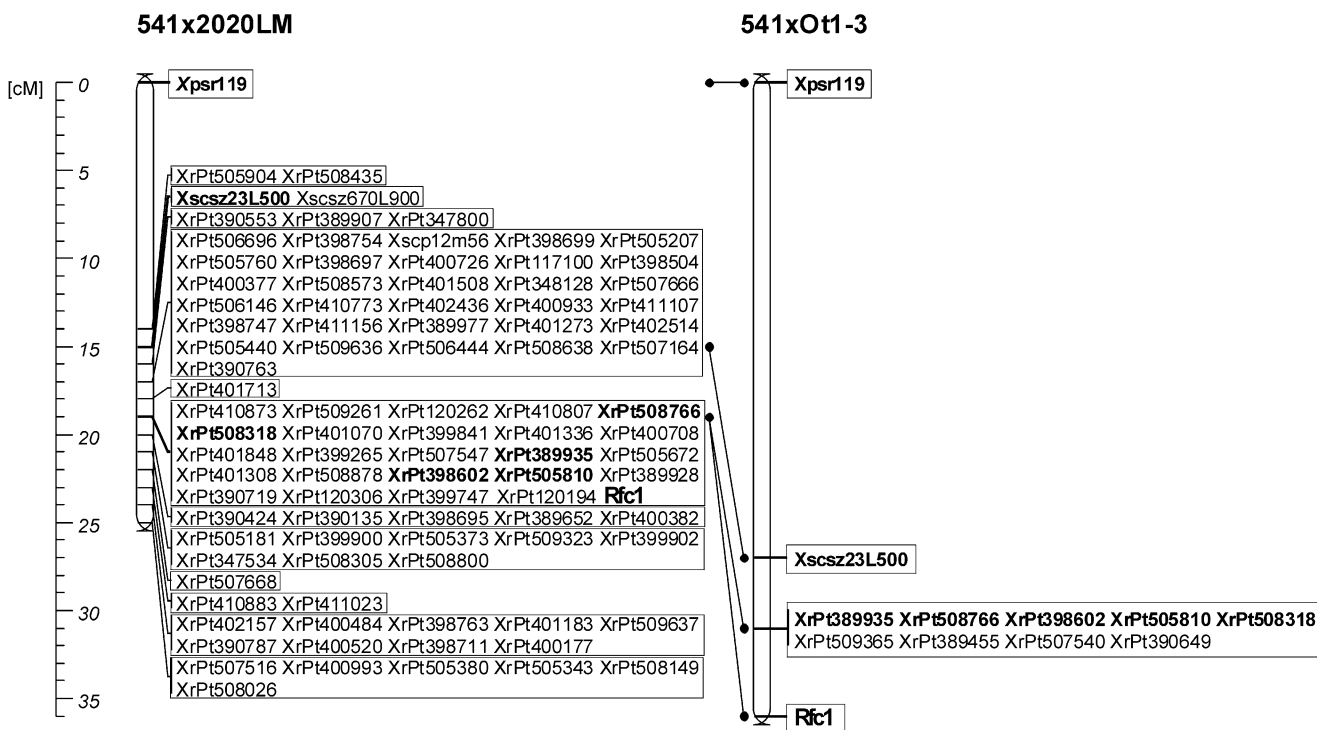 541x2020LM
541xOt1-3
[cM]
0
5
10
15
20
25
30
35
Xpsr119
XrPt505904 XrPt508435
Xscsz23L500 Xscsz670L900
XrPt390553 XrPt389907 XrPt347800
XrPt506696 XrPt398754 Xscp12m56 XrPt398699 XrPt505207
XrPt505760 XrPt398697 XrPt400726 XrPt117100 XrPt398504
XrPt400377 XrPt508573 XrPt401508 XrPt348128 XrPt507666
XrPt506146 XrPt410773 XrPt402436 XrPt400933 XrPt411107
XrPt398747 XrPt411156 XrPt389977 XrPt401273 XrPt402514
XrPt505440 XrPt509636 XrPt506444 XrPt508638 XrPt507164
XrPt390763
XrPt401713
XrPt410873 XrPt509261 XrPt120262 XrPt410807 XrPt508766
XrPt508318 XrPt401070 XrPt399841 XrPt401336 XrPt400708
XrPt401848 XrPt399265 XrPt507547 XrPt389935 XrPt505672
XrPt401308 XrPt508878 XrPt398602 XrPt505810 XrPt389928
XrPt390719 XrPt120306 XrPt399747 XrPt120194 Rfc1
XrPt390424 XrPt390135 XrPt398695 XrPt389652 XrPt400382
XrPt505181 XrPt399900 XrPt505373 XrPt509323 XrPt399902
XrPt347534 XrPt508305 XrPt508800
XrPt507668
XrPt410883 XrPt411023
XrPt402157 XrPt400484 XrPt398763 XrPt401183 XrPt509637
XrPt390787 XrPt400520 XrPt398711 XrPt400177
XrPt507516 XrPt400993 XrPt505380 XrPt505343 XrPt508149
XrPt508026
Xpsr119
Xscsz23L500
XrPt389935 XrPt508766 XrPt398602 XrPt505810 XrPt508318
XrPt509365 XrPt389455 XrPt507540 XrPt390649
Rfc1